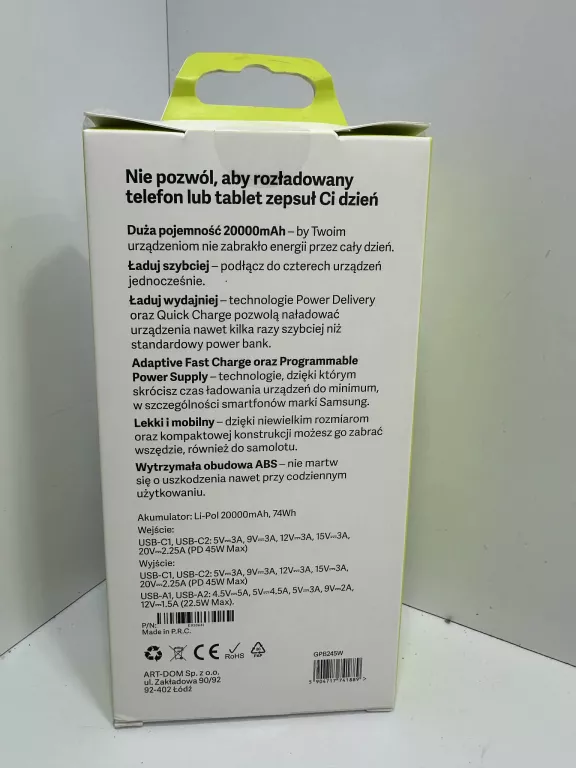 Nie pozwól, aby rozładowany
telefon lub tablet zepsuł Ci dzień
Duża pojemność 20000mAh – by Twoim
urządzeniom nie zabrakło energii przez cały dzień.
Ładuj szybciej – podłącz do czterech urządzeń
jednocześnie.
Ładuj wydajniej – technologie Power Delivery
oraz Quick Charge pozwolą naładować
urządzenia nawet kilka razy szybciej niż
standardowy power bank.
Adaptive Fast Charge oraz Programmable
Power Supply – technologie, dzięki którym
skrócisz czas ładowania urządzeń do minimum,
w szczególności smartfonów marki Samsung.
Lekki i mobilny – dzięki niewielkim rozmiarom
oraz kompaktowej konstrukcji możesz go zabrać
wszędzie, również do samolotu.
Wytrzymała obudowa ABS – nie martw
się o uszkodzenia nawet przy codziennym
użytkowaniu.
Akumulator: Li-Pol 20000mAh, 74Wh
Wejście:
USB-C1, USB-C2: 5V⎓3A, 9V⎓3A, 12V⎓3A, 15V⎓3A,
20V⎓2.25A (PD 45W Max)
Wyjście:
USB-C1, USB-C2: 5V⎓3A, 9V⎓3A, 12V⎓3A, 15V⎓3A,
20V⎓2.25A (PD 45W Max)
USB-A1, USB-A2: 4.5V⎓5A, 5V⎓4.5A, 5V⎓3A, 9V⎓2A,
12V⎓1.5A (22.5W Max).
P/N:
Made in P.R.C.
CE RoHS
ART-DOM Sp. z o.o.
ul. Zakładowa 90/92
92-402 Łódź
GPB245W
5 904717 741889 >